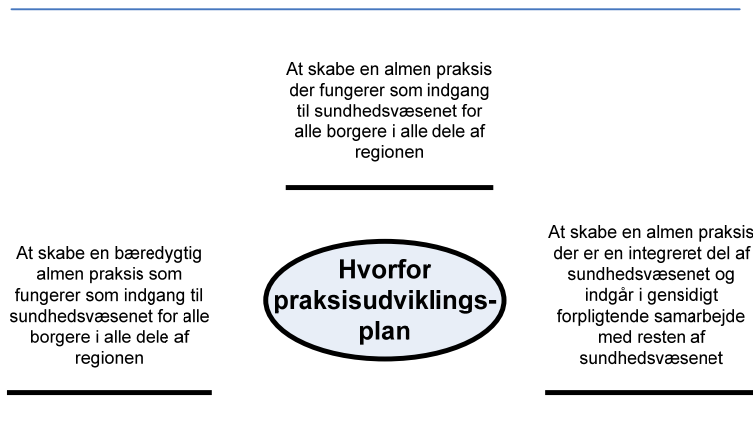 At skabe en almen praksis
der fungerer som indgang
til sundhedsvæsenet for
alle borgere i alle dele af
regionen
At skabe en bæredygtig
almen praksis som
fungerer som indgang til
sundhedsvæsenet for alle
borgere i alle dele af
regionen
Hvorfor
praksisudviklings-
plan
At skabe en almen praksis
der er en integreret del af
sundhedsvæsenet og
indgår i gensidigt
forpligtende samarbejde
med resten af
sundhedsvæsenet